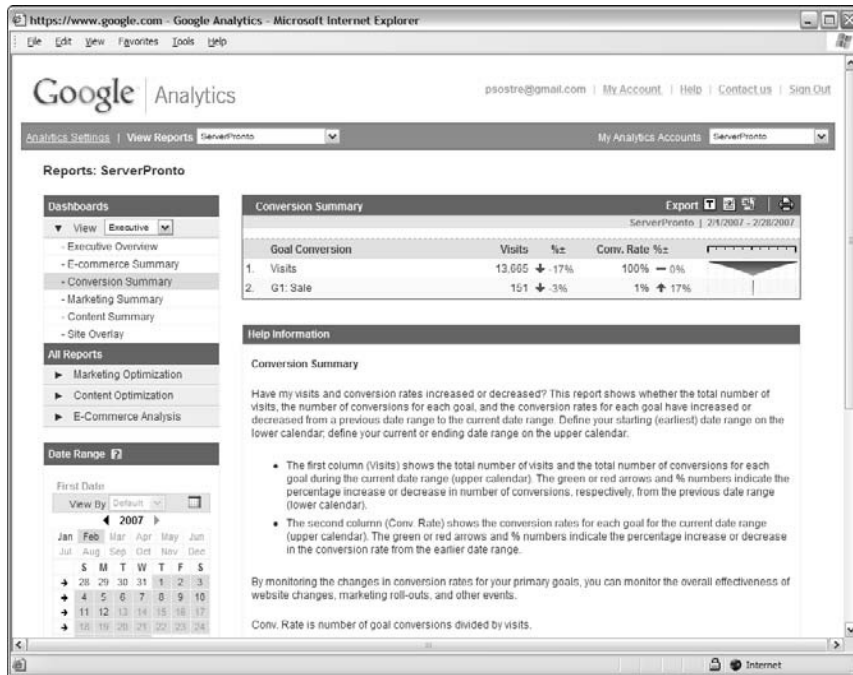 https://www.google.com - Google Analytics - Microsoft Internet Explorer
File Edit View Favorites Tools Help
Google Analytics
psostre@gmail.com | My Account | Help | Contact us | Sign Out
Analytics Settings | View Reports ServerPronto
My Analytics Accounts ServerPronto
Reports: ServerPronto
Dashboards
View Executive
- Executive Overview
- E-commerce Summary
- Conversion Summary
- Marketing Summary
- Content Summary
- Site Overlay
All Reports
Marketing Optimization
Content Optimization
E-Commerce Analysis
Date Range ?
First Date
View By Default
2007
Jan Feb Mar Apr May Jun
Jul Aug Sep Oct Nov Dec
S M T W T F S
28 29 30 31 1 2 3
4 5 6 7 8 9 10
11 12 13 14 15 16 17
18 19 20 21 22 23 24
Conversion Summary Export T
ServerPronto | 2/1/2007 - 2/28/2007
Goal Conversion Visits %± Conv. Rate %±
1. Visits 13,665 -17% 100% 0%
2. G1: Sale 151 -3% 1% 17%
Help Information
Conversion Summary
Have my visits and conversion rates increased or decreased? This report shows whether the total number of
visits, the number of conversions for each goal, and the conversion rates for each goal have increased or
decreased from a previous date range to the current date range. Define your starting (earliest) date range on the
lower calendar; define your current or ending date range on the upper calendar.
• The first column (Visits) shows the total number of visits and the total number of conversions for each
goal during the current date range (upper calendar). The green or red arrows and % numbers indicate the
percentage increase or decrease in number of conversions, respectively, from the previous date range
(lower calendar).
• The second column (Conv. Rate) shows the conversion rates for each goal for the current date range
(upper calendar). The green or red arrows and % numbers indicate the percentage increase or decrease
in the conversion rate from the earlier date range.
By monitoring the changes in conversion rates for your primary goals, you can monitor the overall effectiveness of
website changes, marketing roll-outs, and other events.
Conv. Rate is number of goal conversions divided by visits.
Internet